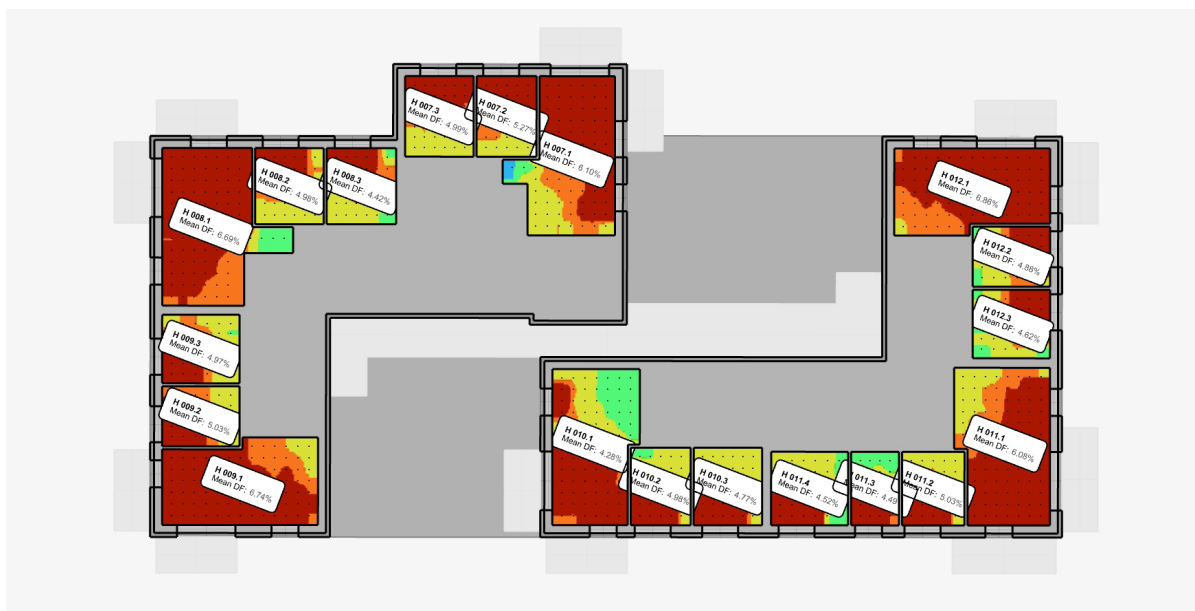 H 007.3
Mean DF: 4.99%
H 007.2
Mean DF: 5.27%
H 007.1
Mean DF: 6.10%
H 008.1
Mean DF: 6.69%
H 008.2
Mean DF: 4.98%
H 008.3
Mean DF: 4.42%
H 012.1
Mean DF: 6.86%
H 012.2
Mean DF: 4.88%
H 012.3
Mean DF: 4.62%
H 009.3
Mean DF: 4.97%
H 009.2
Mean DF: 5.03%
H 009.1
Mean DF: 6.74%
H 010.1
Mean DF: 4.28%
H 010.2
Mean DF: 4.98%
H 010.3
Mean DF: 4.77%
H 011.4
Mean DF: 4.52%
H 011.3
Mean DF: 4.49
H 011.2
Mean DF: 5.03%
H 011.1
Mean DF: 6.08%